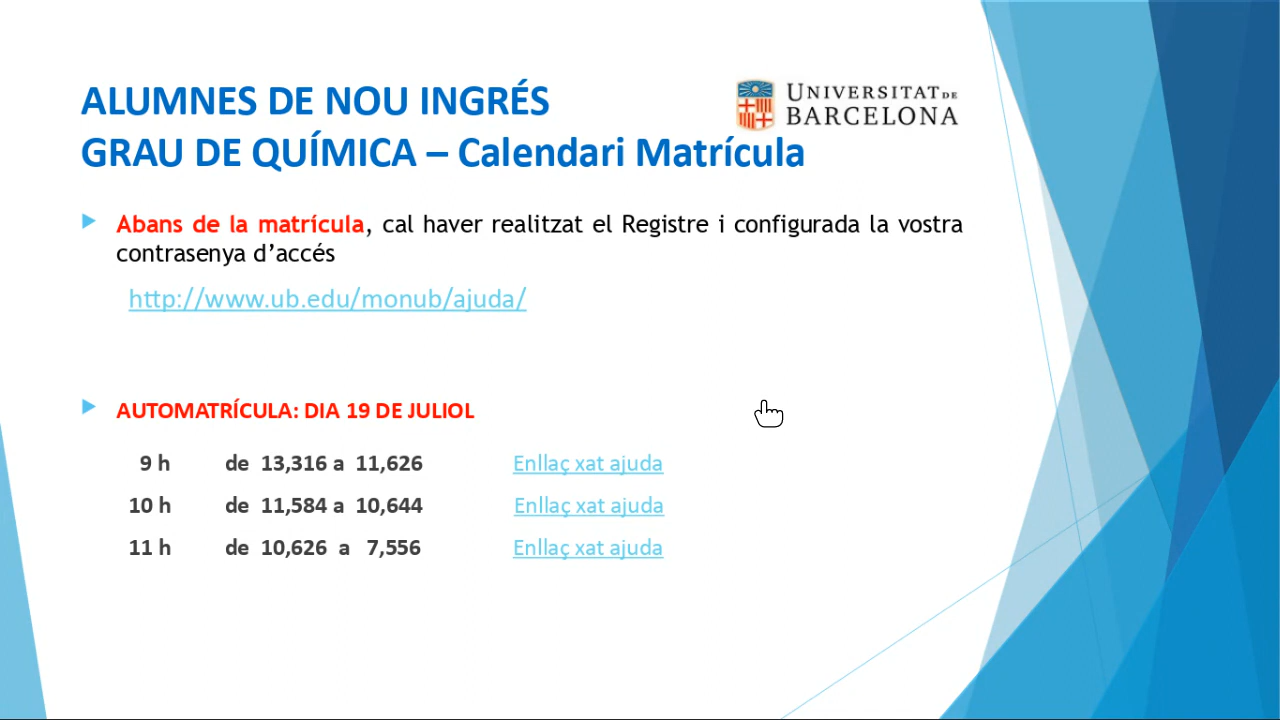 ALUMNES DE NOU INGRÉS
UNIVERSITAT DE
BARCELONA
GRAU DE QUÍMICA – Calendari Matrícula
Abans de la matrícula, cal haver realitzat el Registre i configurada la vostra
contrasenya d’accés
http://www.ub.edu/monub/ajuda/
AUTOMATRÍCULA: DIA 19 DE JULIOL
9 h de 13,316 a 11,626 Enllaç xat ajuda
10 h de 11,584 a 10,644 Enllaç xat ajuda
11 h de 10,626 a 7,556 Enllaç xat ajuda